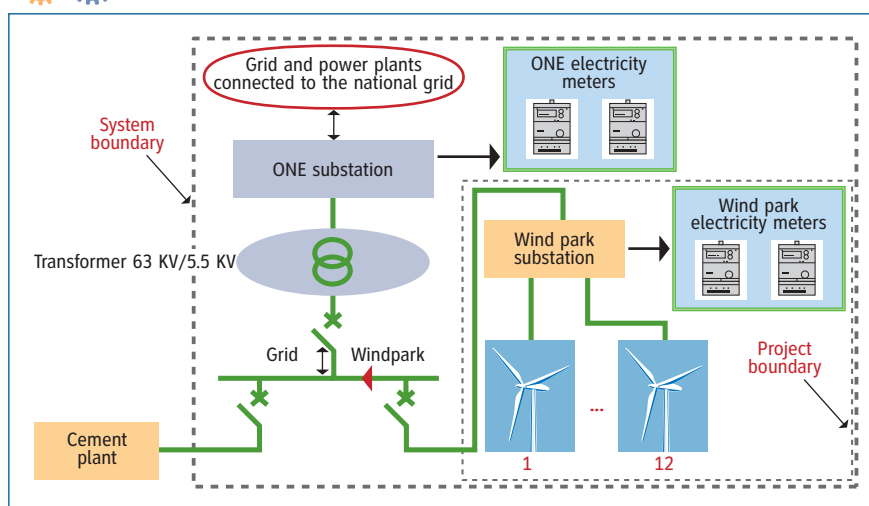 Grid and power plants
connected to the national grid
ONE electricity
meters
System
boundary
ONE substation
Wind park
electricity meters
Wind park
substation
Transformer 63 KV/5.5 KV
Grid
Windpark
Project
boundary
Cement
plant
...
1
12